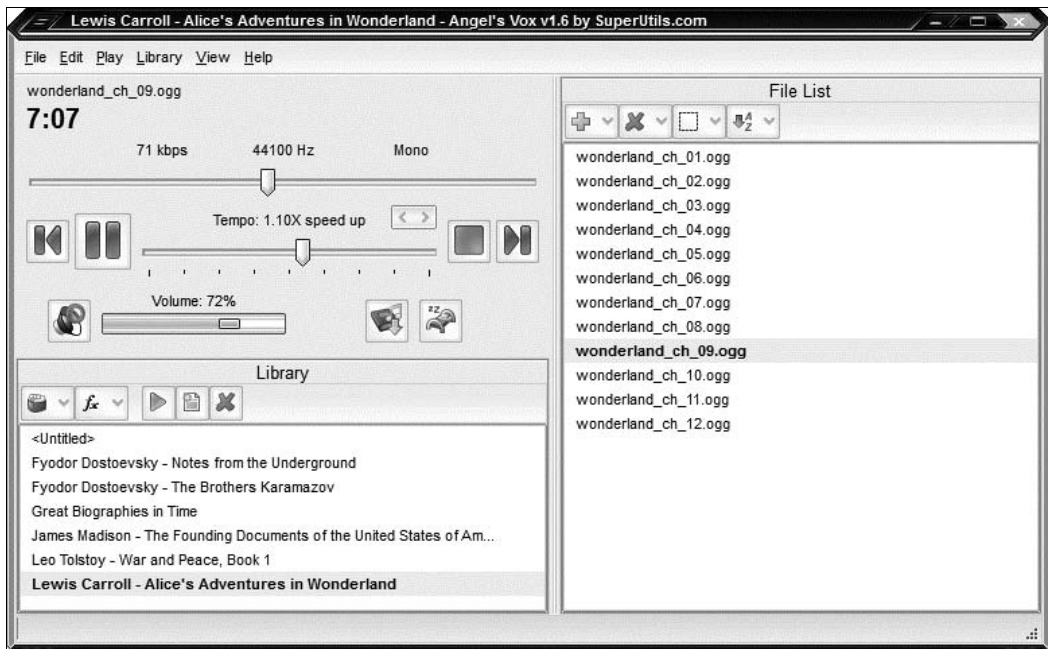 Lewis Carroll - Alice's Adventures in Wonderland - Angel's Vox v1.6 by SuperUtils.com
File Edit Play Library View Help
wonderland_ch_09.ogg
7:07
71 kbps 44100 Hz Mono
Tempo: 1.10X speed up
Volume: 72%
Library
fx
<Untitled>
Fyodor Dostoevsky - Notes from the Underground
Fyodor Dostoevsky - The Brothers Karamazov
Great Biographies in Time
James Madison - The Founding Documents of the United States of Am...
Leo Tolstoy - War and Peace, Book 1
Lewis Carroll - Alice's Adventures in Wonderland
File List
A
Z
wonderland_ch_01.ogg
wonderland_ch_02.ogg
wonderland_ch_03.ogg
wonderland_ch_04.ogg
wonderland_ch_05.ogg
wonderland_ch_06.ogg
wonderland_ch_07.ogg
wonderland_ch_08.ogg
wonderland_ch_09.ogg
wonderland_ch_10.ogg
wonderland_ch_11.ogg
wonderland_ch_12.ogg